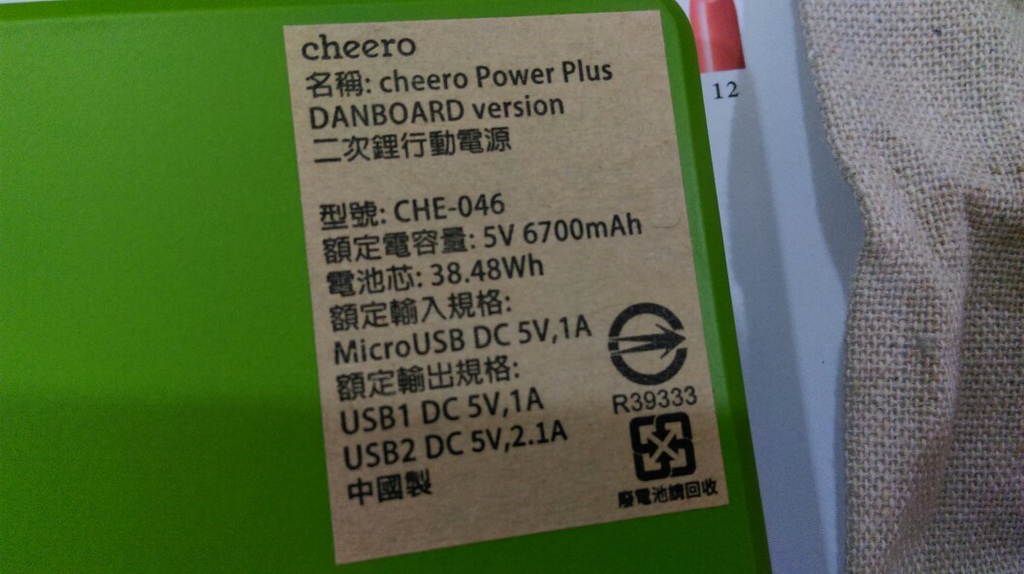 cheero
名稱: cheero Power Plus
DANBOARD version
二次鋰行動電源
型號: CHE-046
額定電容量: 5V 6700mAh
電池芯: 38.48Wh
額定輸入規格:
MicroUSB DC 5V,1A
額定輸出規格:
USB1 DC 5V,1A
USB2 DC 5V,2.1A
中國製
R39333
廢電池請回收
12